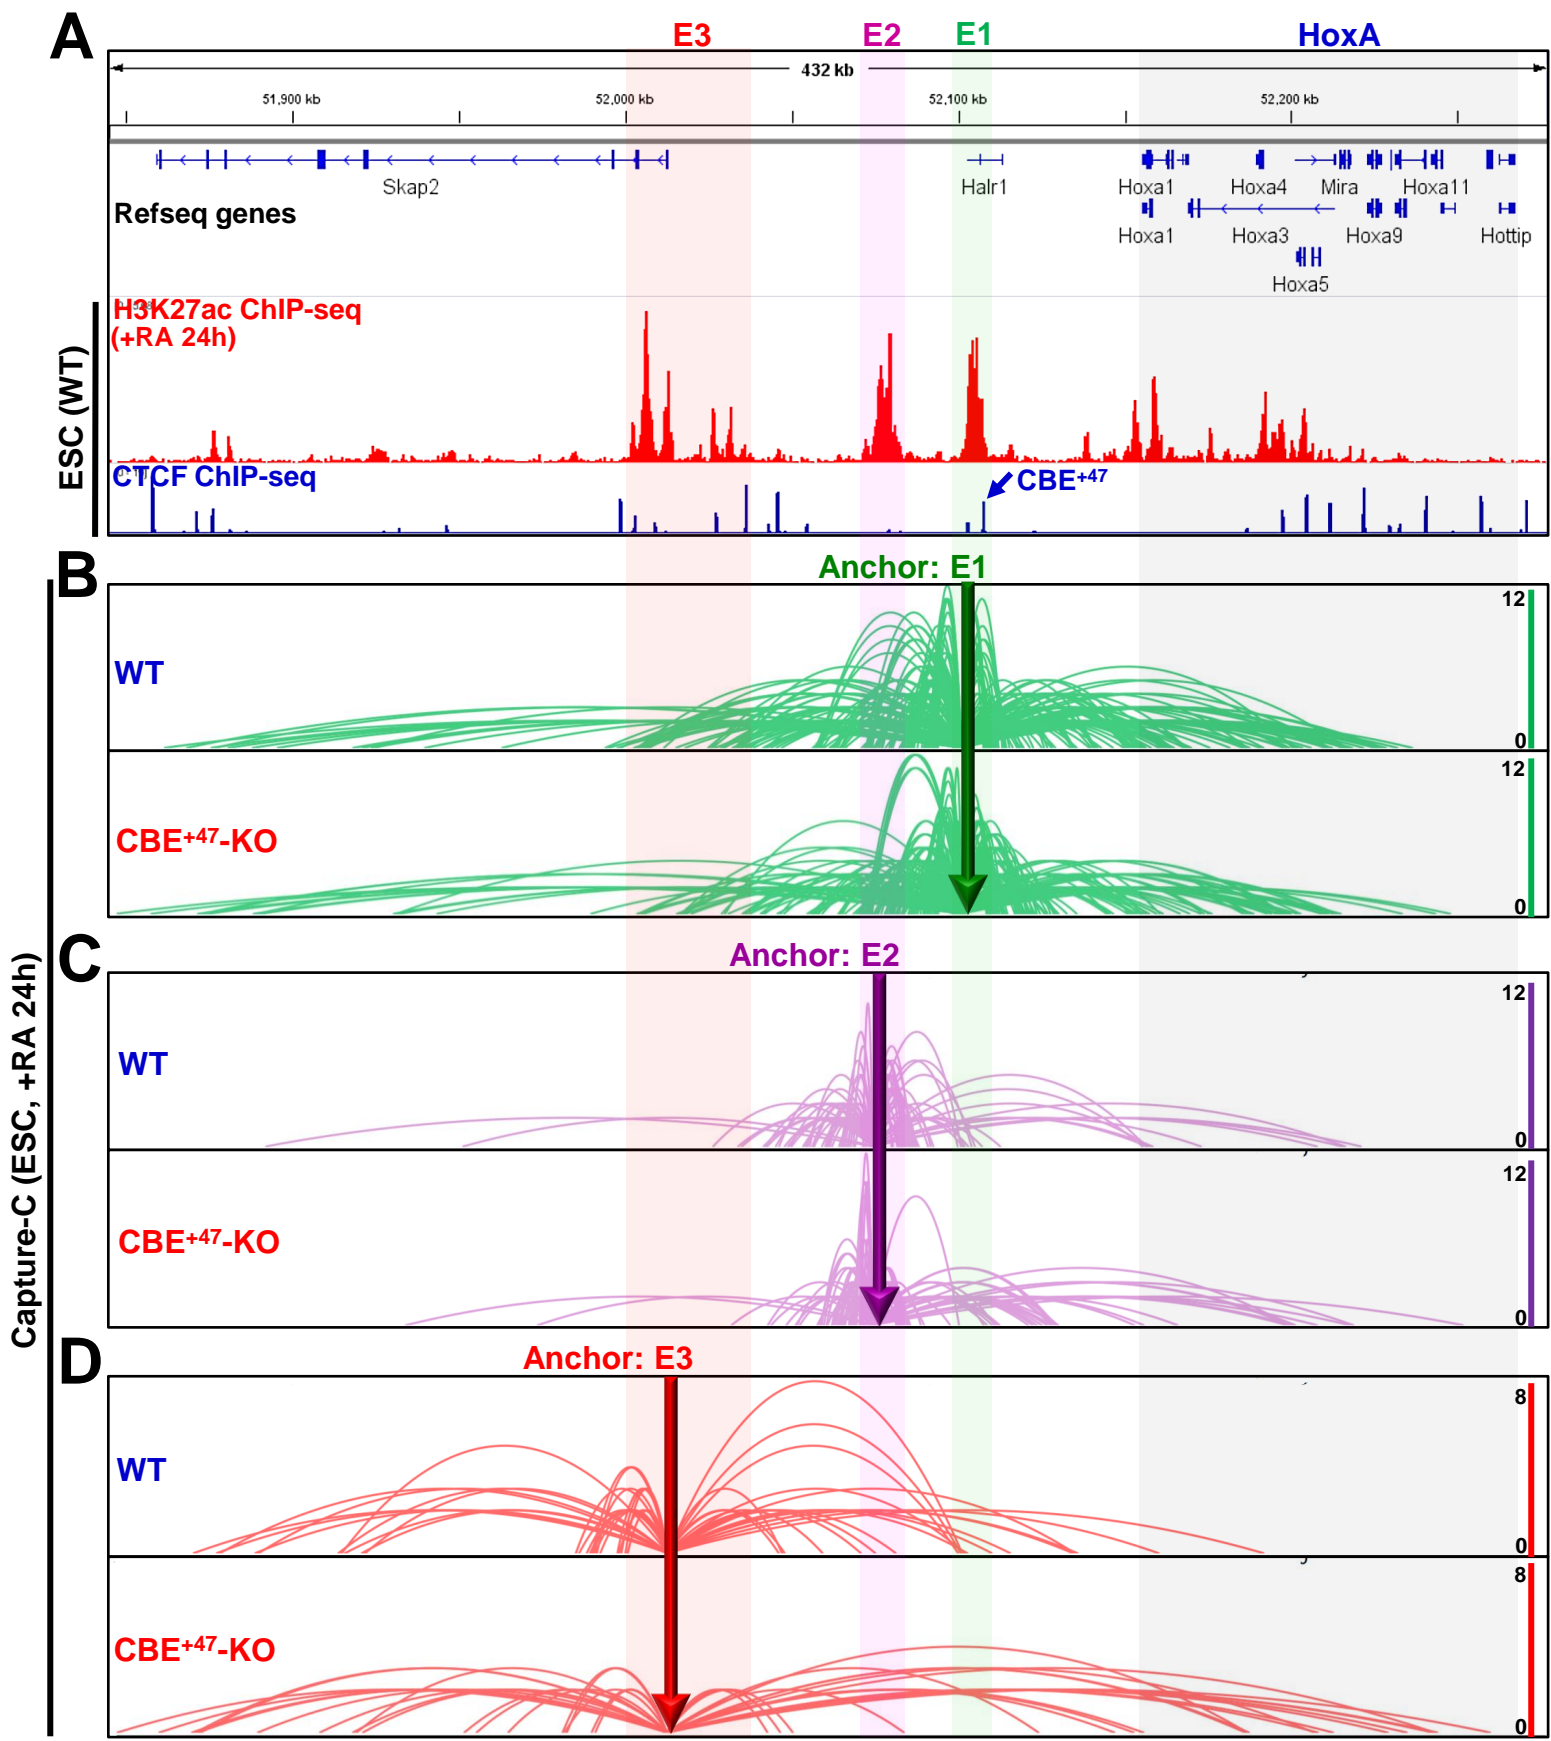 A
E3 E2 E1 HoxA
432 kb
51,900 kb 52,000 kb 52,100 kb 52,200 kb
Skap2 Halr1 Hoxa1 Hoxa4 Mira Hoxa11
Refseq genes
Hoxa1 Hoxa3 Hoxa9 Hottip
Hoxa5
ESC (WT)
H3K27ac ChIP-seq
(+RA 24h)
CTCF ChIP-seq
CBE+47
Capture-C (ESC, +RA 24h)
B
Anchor: E1
12
WT
0
12
CBE+47-KO
0
C
Anchor: E2
12
WT
0
12
CBE+47-KO
0
D
Anchor: E3
8
WT
0
8
CBE+47-KO
0